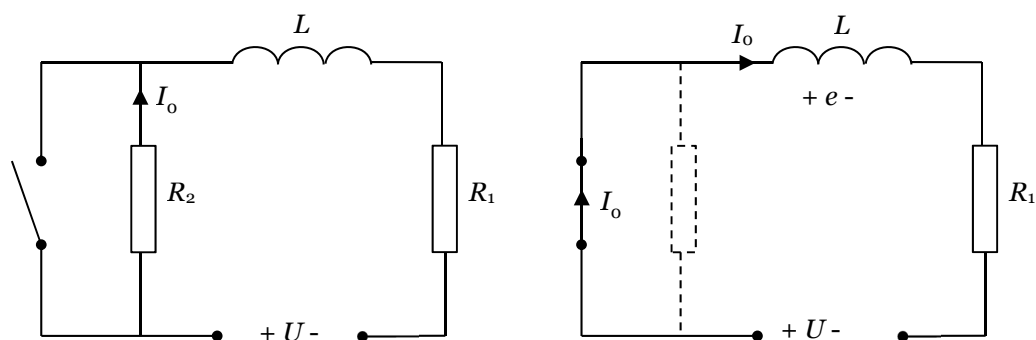 L
I₀
R₂
R₁
+ U -
I₀
L
+ e -
I₀
R₁
+ U -